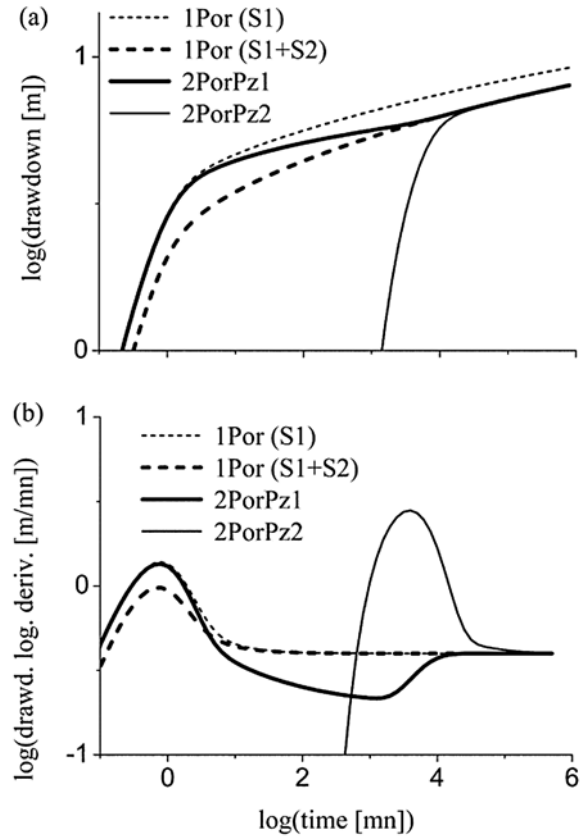 (a)
1Por (S1)
1Por (S1+S2)
2PorPz1
2PorPz2
1
log(drawdown [m])
0
(b)
1
1Por (S1)
1Por (S1+S2)
2PorPz1
2PorPz2
0
log(drawd. log. deriv. [m/mn])
-1
0 2 4 6
log(time [mn])